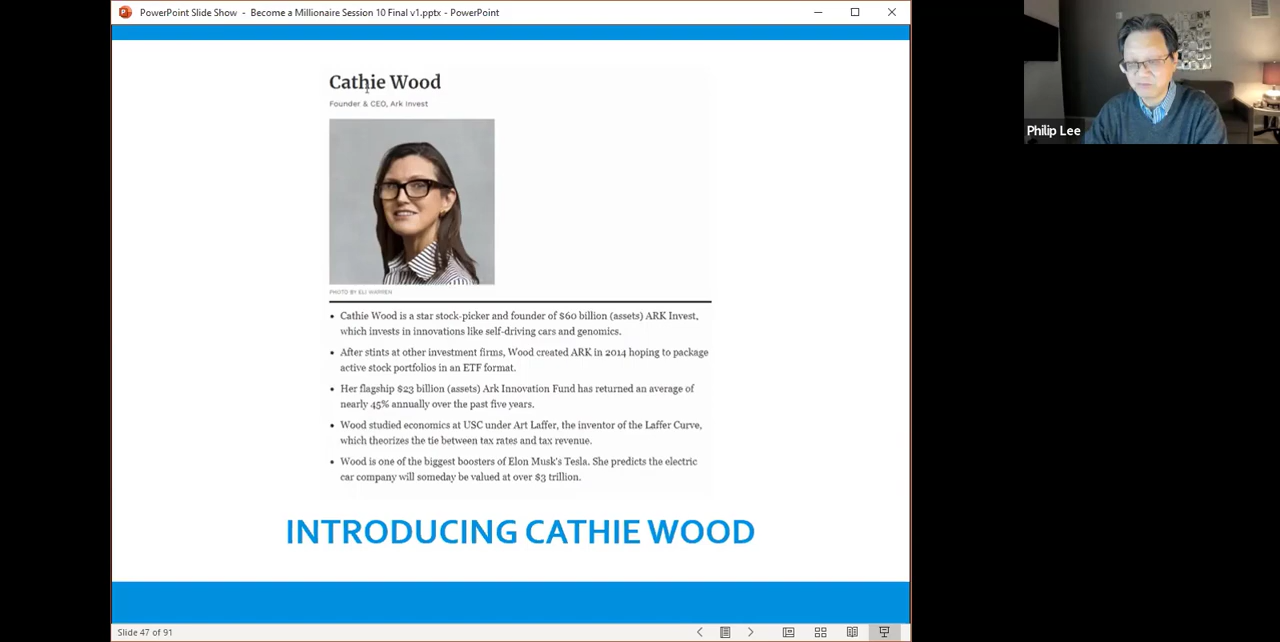 PowerPoint Slide Show - Become a Millionaire Session 10 Final v1.pptx - PowerPoint
Cathie Wood
Founder & CEO, Ark Invest
PHOTO BY ELI WARREN
• Cathie Wood is a star stock-picker and founder of $60 billion (assets) ARK Invest,
which invests in innovations like self-driving cars and genomics.
• After stints at other investment firms, Wood created ARK in 2014 hoping to package
active stock portfolios in an ETF format.
• Her flagship $23 billion (assets) Ark Innovation Fund has returned an average of
nearly 45% annually over the past five years.
• Wood studied economics at USC under Art Laffer, the inventor of the Laffer Curve,
which theorizes the tie between tax rates and tax revenue.
• Wood is one of the biggest boosters of Elon Musk's Tesla. She predicts the electric
car company will someday be valued at over $3 trillion.
INTRODUCING CATHIE WOOD
Slide 47 of 91
Philip Lee